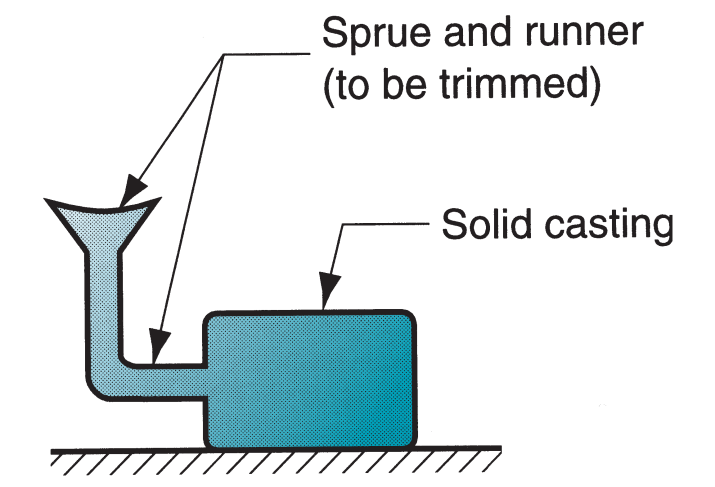 Sprue and runner
(to be trimmed)
Solid casting